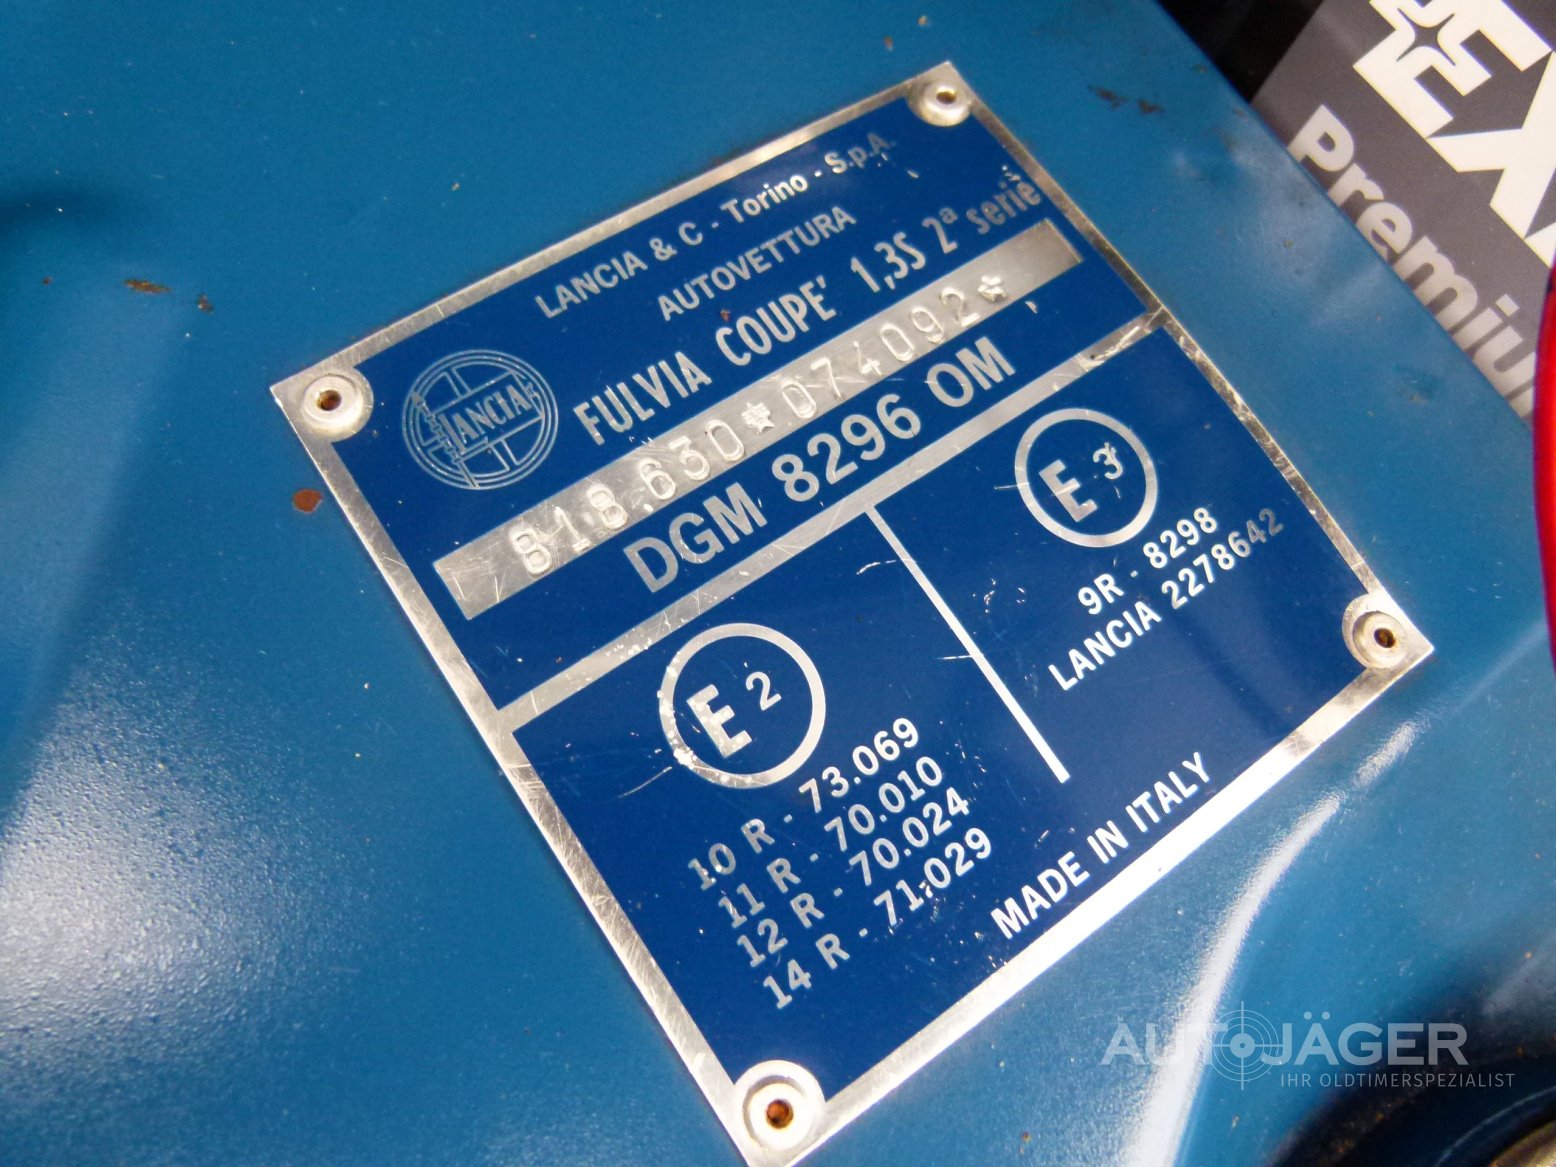 LANCIA & C - Torino - S.p.A.
AUTOVETTURA
FULVIA COUPE' 1,3S 2ª serie
LANCIA
818.630*074092*
DGM 8296 OM
E 3
9R - 8298
LANCIA 2278642
E 2
10 R - 73.069
11 R - 70.010
12 R - 70.024
14 R - 71.029
MADE IN ITALY
AUTOJÄGER
IHR OLDTIMERSPEZIALIST